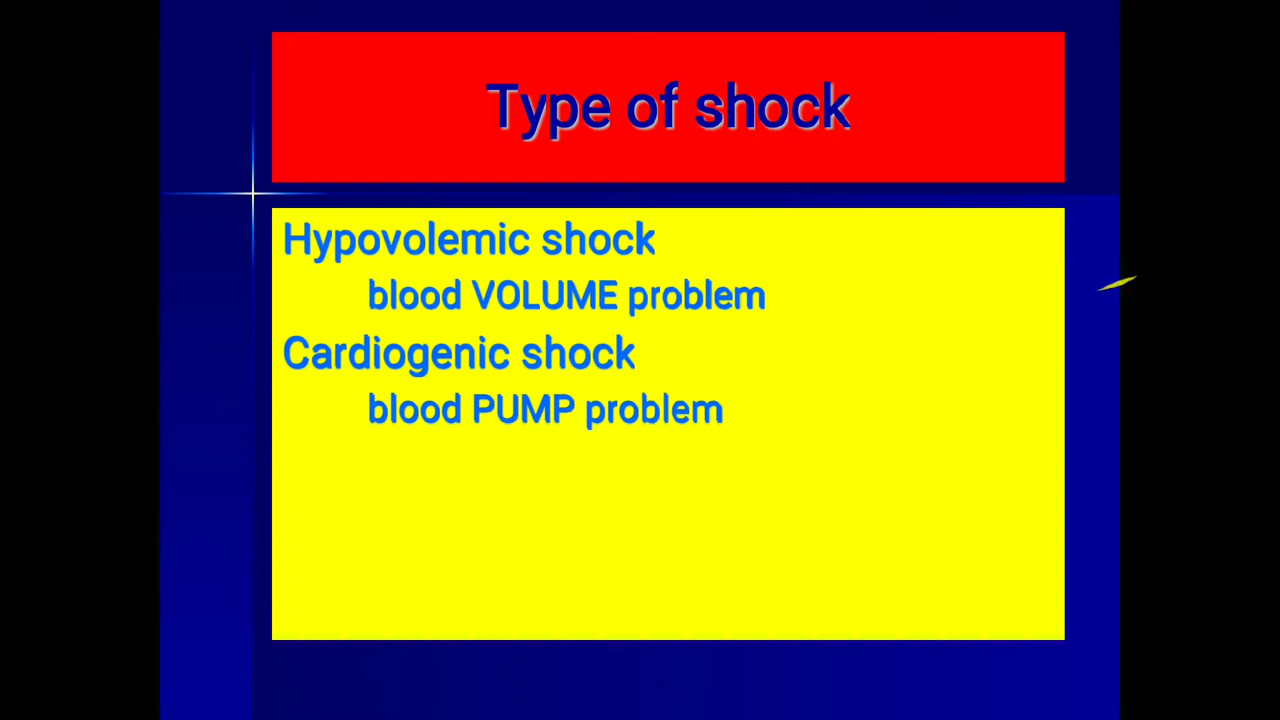 Type of shock
Hypovolemic shock
blood VOLUME problem
Cardiogenic shock
blood PUMP problem